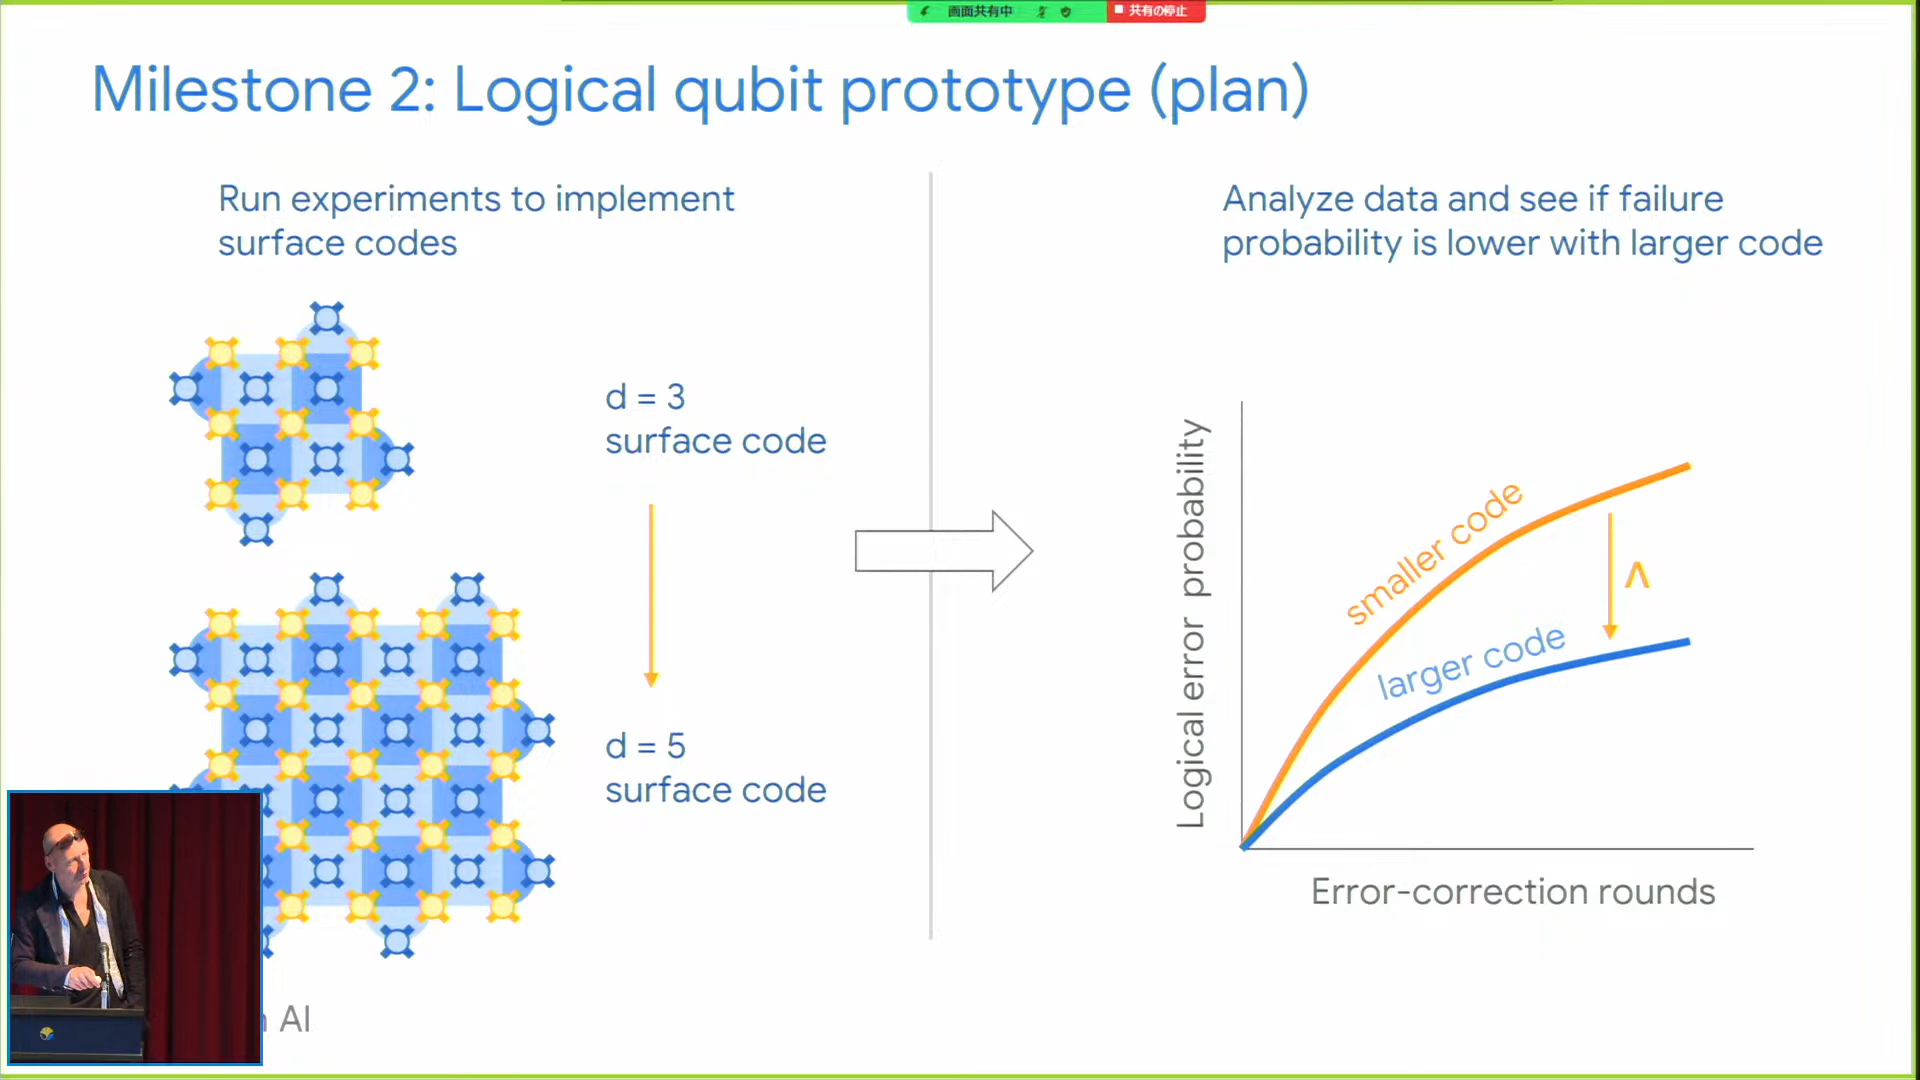 画面共有中
共有の停止
Milestone 2: Logical qubit prototype (plan)
Run experiments to implement
surface codes
d = 3
surface code
d = 5
surface code
Analyze data and see if failure
probability is lower with larger code
Logical error probability
smaller code
Λ
larger code
Error-correction rounds
AI